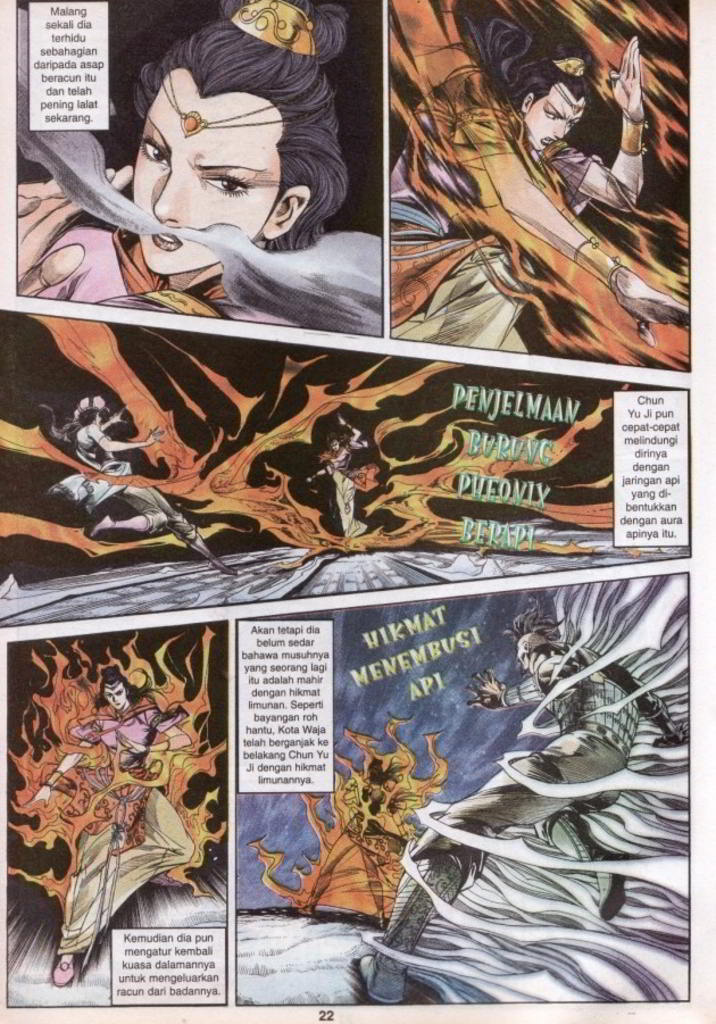 Malang
sekali dia
terhidu
sebahagian
daripada asap
beracun itu
dan telah
pening lalat
sekarang.
PENJELMAAN
BURUNG
PHEONIX
BERAPI
Chun
Yu Ji pun
cepat-cepat
melindungi
dirinya
dengan
jaringan api
yang di-
bentukkan
dengan aura
apinya itu.
Kemudian dia pun
mengatur kembali
kuasa dalamannya
untuk mengeluarkan
racun dari badannya.
Akan tetapi dia
belum sedar
bahawa musuhnya
yang seorang lagi
itu adalah mahir
dengan hikmat
limunan. Seperti
bayangan roh
hantu, Kota Waja
telah berganjak ke
belakang Chun Yu
Ji dengan hikmat
limunannya.
HIKMAT
MENEMBUSI
API
22